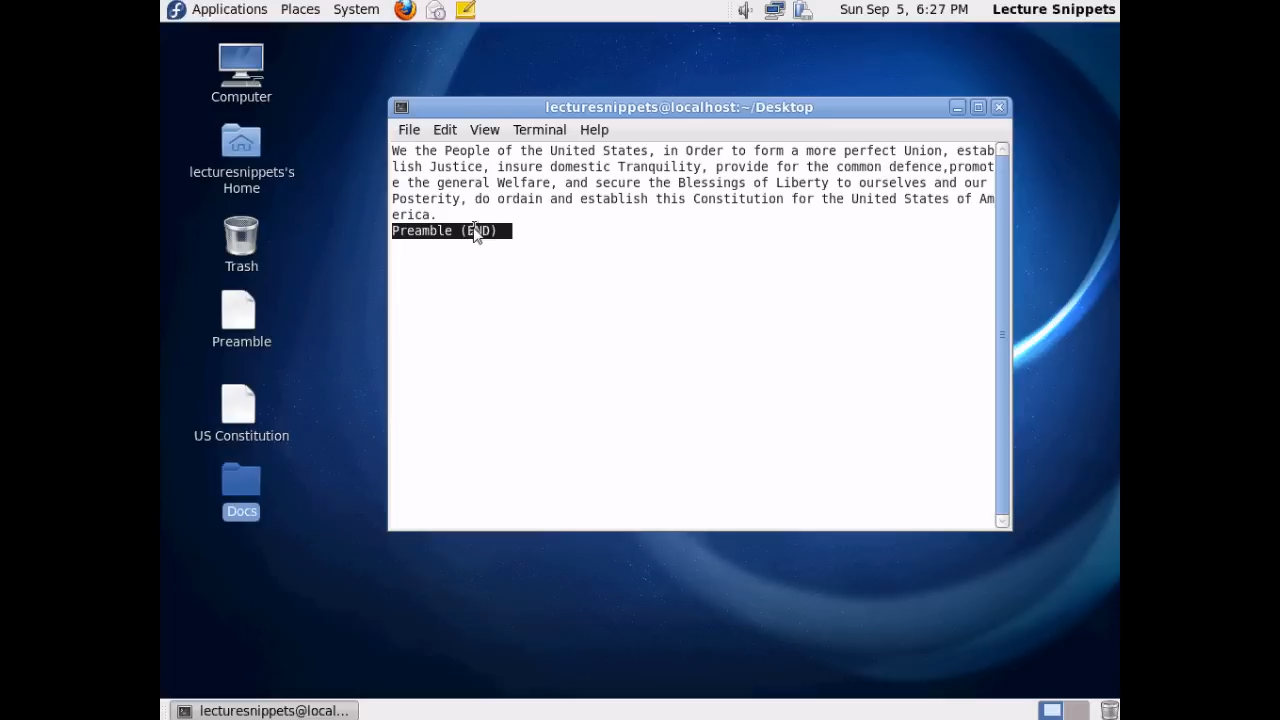 Applications Places System
Sun Sep 5, 6:27 PM
Lecture Snippets
Computer
lecturesnippets's
Home
Trash
Preamble
US Constitution
Docs
lecturesnippets@localhost:~/Desktop
File Edit View Terminal Help
We the People of the United States, in Order to form a more perfect Union, estab
lish Justice, insure domestic Tranquility, provide for the common defence,promot
e the general Welfare, and secure the Blessings of Liberty to ourselves and our
Posterity, do ordain and establish this Constitution for the United States of Am
erica.
Preamble (END)
lecturesnippets@local...